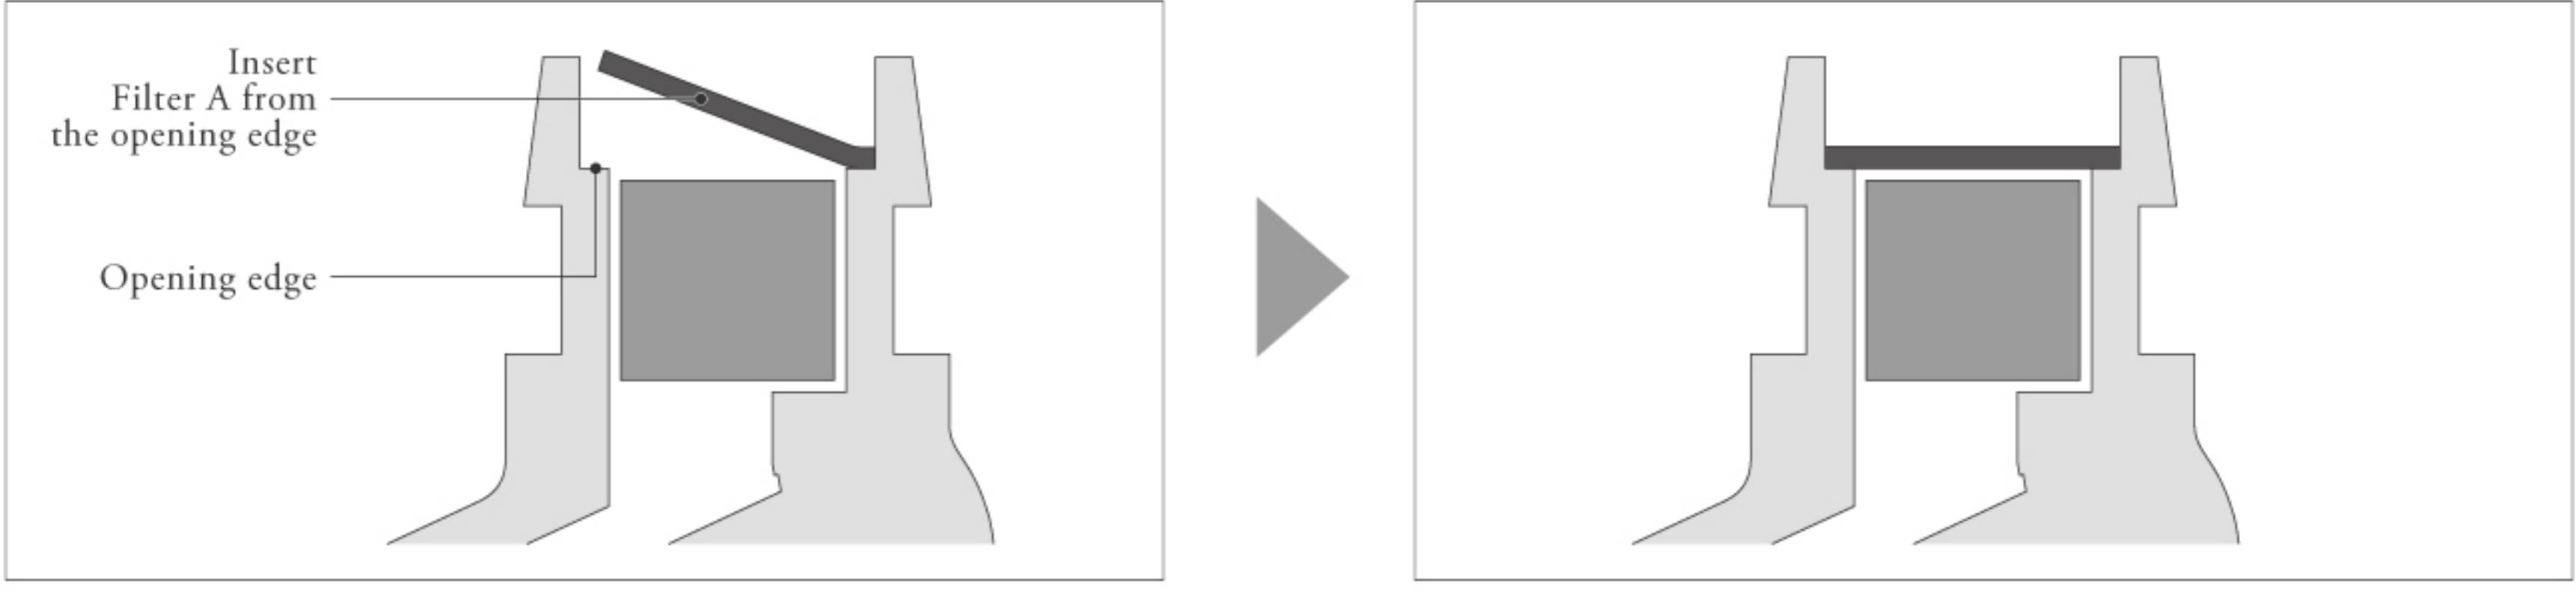 Insert
Filter A from
the opening edge
Opening edge